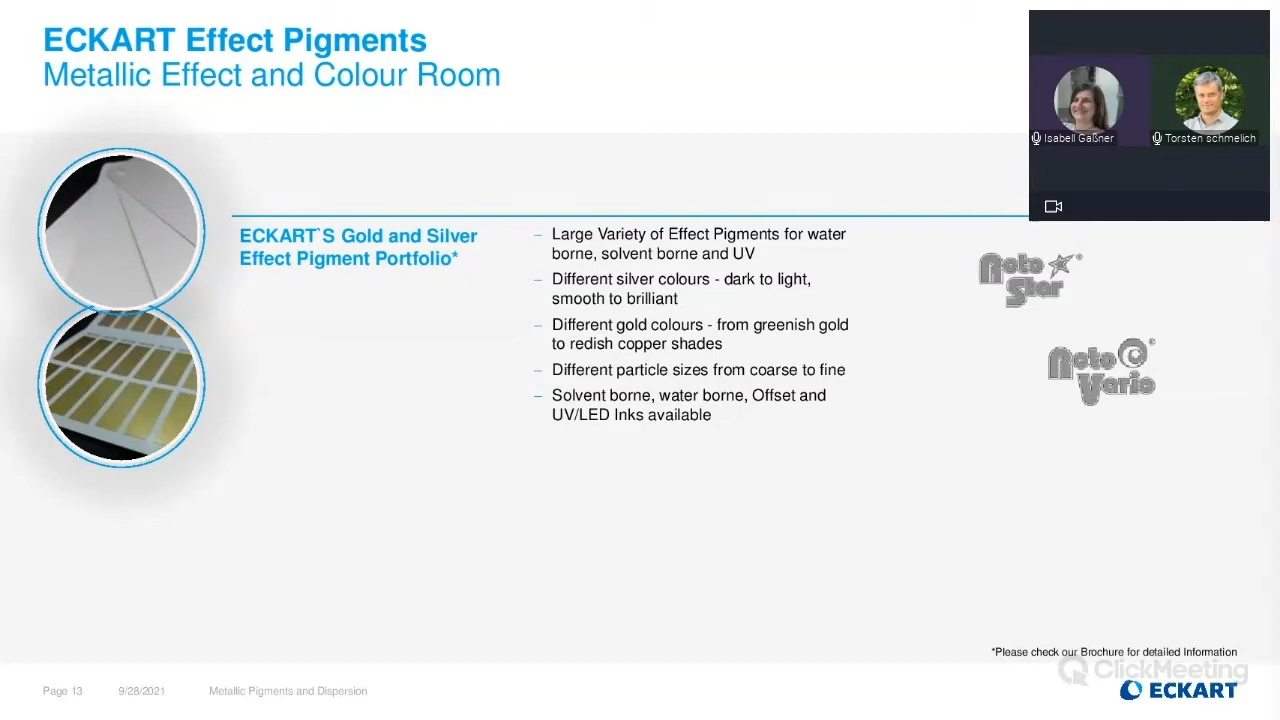 ECKART Effect Pigments
Metallic Effect and Colour Room
Isabell Gaßner
Torsten schmelich
ECKART`S Gold and Silver
Effect Pigment Portfolio*
– Large Variety of Effect Pigments for water
borne, solvent borne and UV
– Different silver colours - dark to light,
smooth to brilliant
– Different gold colours - from greenish gold
to redish copper shades
– Different particle sizes from coarse to fine
– Solvent borne, water borne, Offset and
UV/LED Inks available
Roto
Star
®
Roto
Vario
®
*Please check our Brochure for detailed Information
ClickMeeting
Page 13
9/28/2021
Metallic Pigments and Dispersion
ECKART